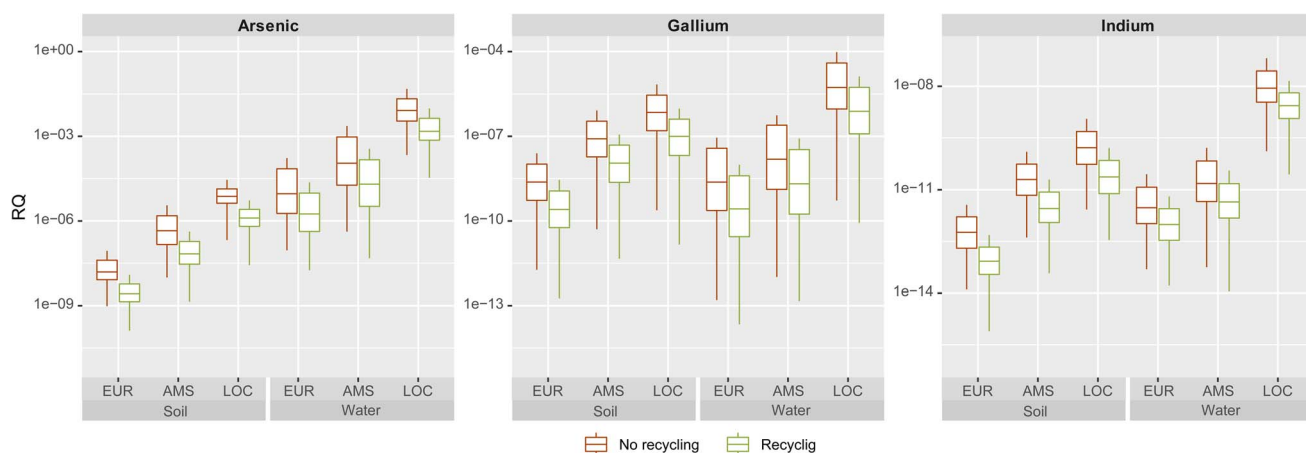 Arsenic
Gallium
Indium
RQ
1e+00
1e−03
1e−06
1e−09
1e−04
1e−07
1e−10
1e−13
1e−08
1e−11
1e−14
EUR AMS LOC EUR AMS LOC
Soil Water
EUR AMS LOC EUR AMS LOC
Soil Water
EUR AMS LOC EUR AMS LOC
Soil Water
No recycling Recyclig